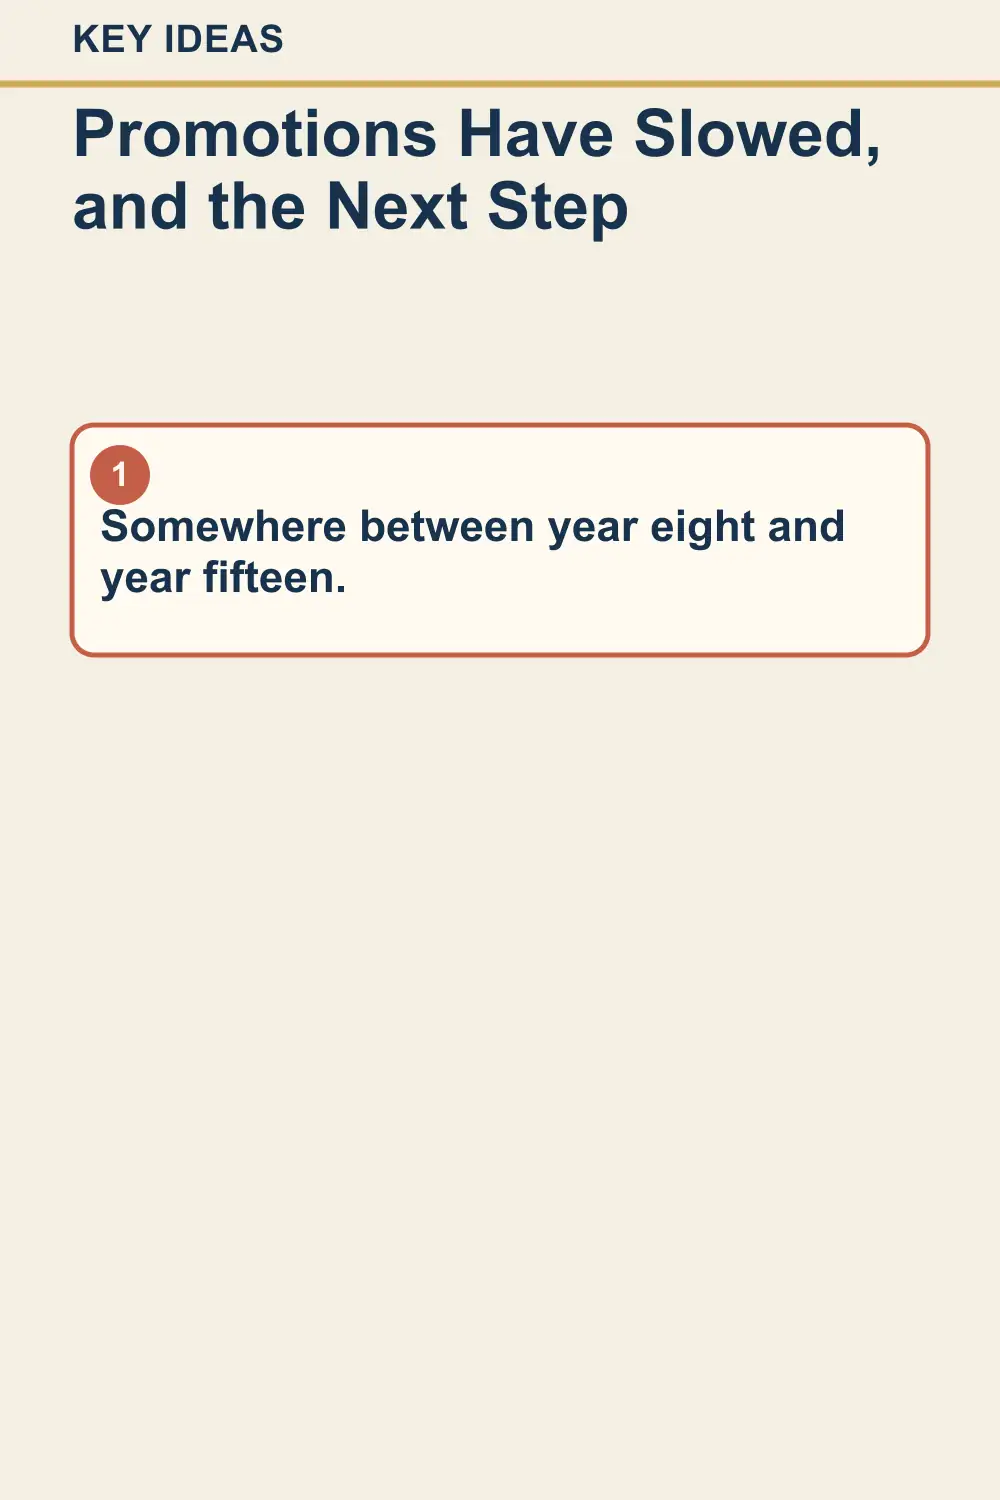 KEY IDEAS
Promotions Have Slowed,
and the Next Step
1
Somewhere between year eight and
year fifteen.